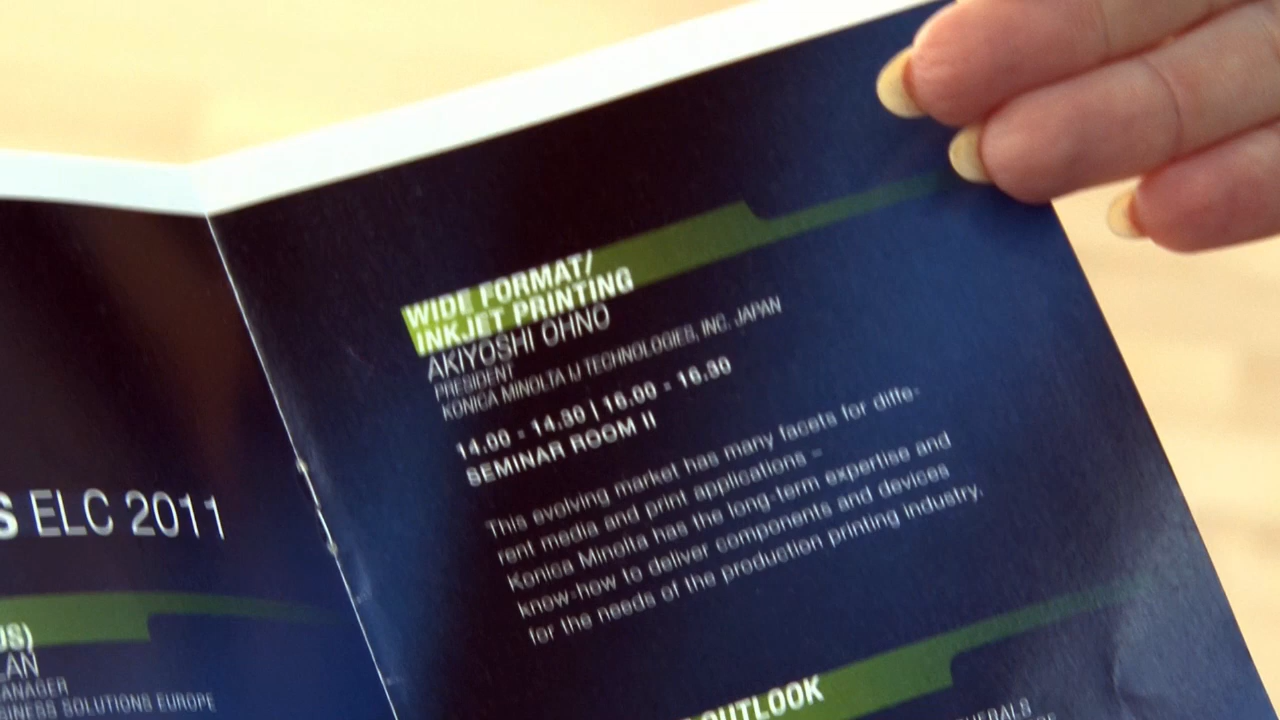 S ELC 2011
US)
LAN
ANAGER
INESS SOLUTIONS EUROPE
WIDE FORMAT/
INKJET PRINTING
AKIYOSHI OHNO
PRESIDENT
KONICA MINOLTA IJ TECHNOLOGIES, INC. JAPAN
14.00 - 14.30 | 16.00 - 16.30
SEMINAR ROOM II
This evolving market has many facets for diffe-
rent media and print applications –
Konica Minolta has the long-term expertise and
know-how to deliver components and devices
for the needs of the production printing industry.
OUTLOOK